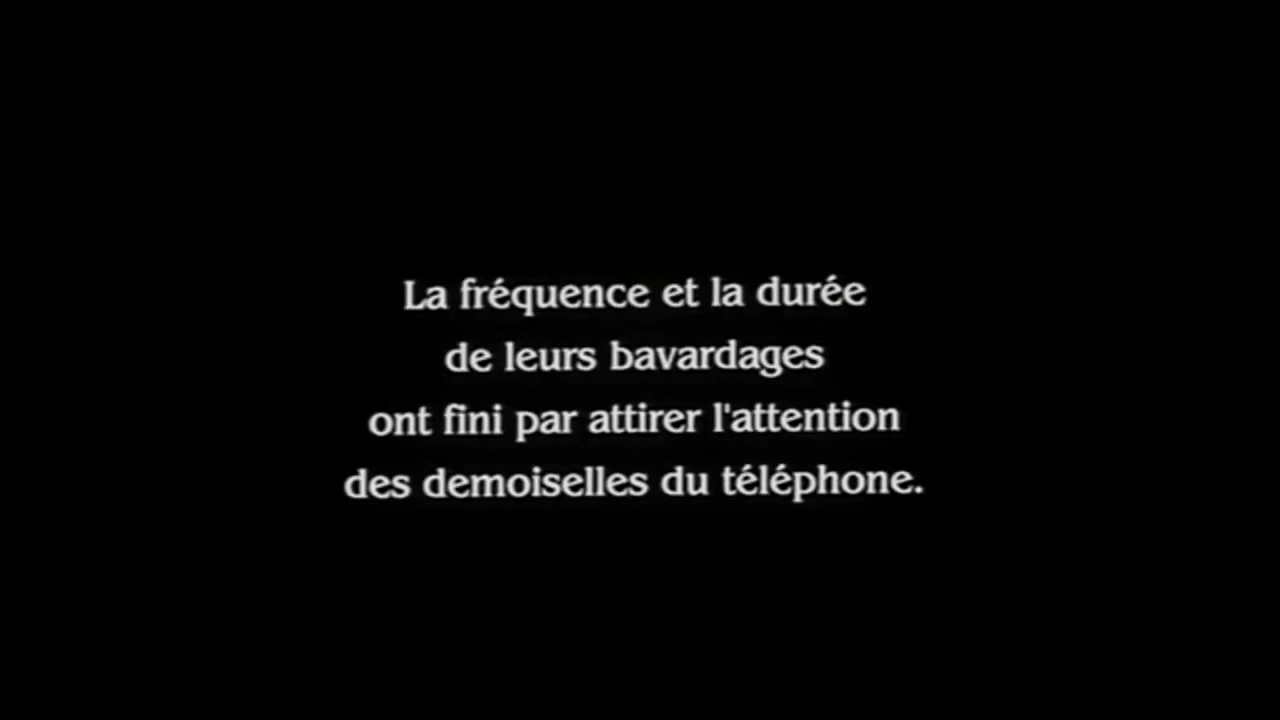 La fréquence et la durée
de leurs bavardages
ont fini par attirer l'attention
des demoiselles du téléphone.